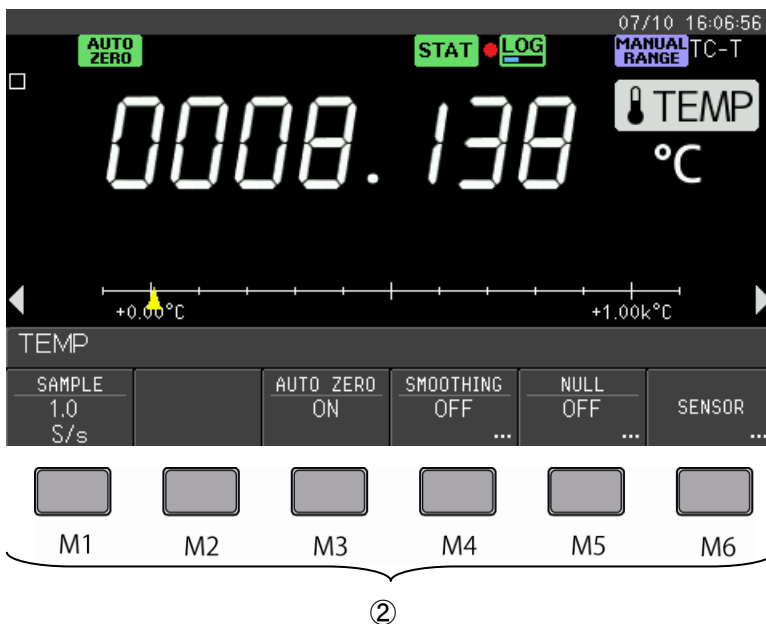 07/10 16:06:56
AUTO ZERO STAT LOG MANUAL RANGE TC-T
0008.138 TEMP
°C
+0.00°C +1.00k°C
TEMP
SAMPLE AUTO ZERO SMOOTHING NULL SENSOR
1.0 ON OFF OFF
S/s ... ... ...
M1 M2 M3 M4 M5 M6
②